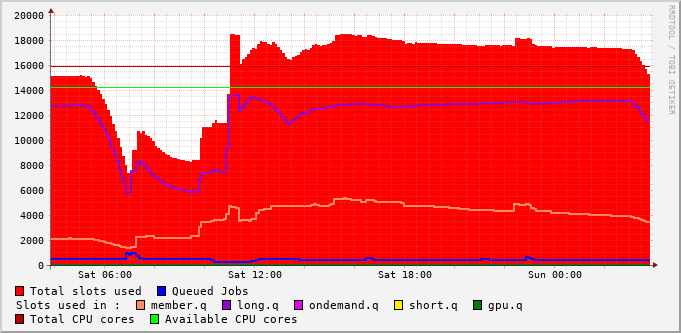 20000
18000
16000
14000
12000
10000
8000
6000
4000
2000
0
Sat 06:00 Sat 12:00 Sat 18:00 Sun 00:00
RRDTOOL / TOBI OETIKER
Total slots used Queued Jobs
Slots used in : member.q long.q ondemand.q short.q gpu.q
Total CPU cores Available CPU cores